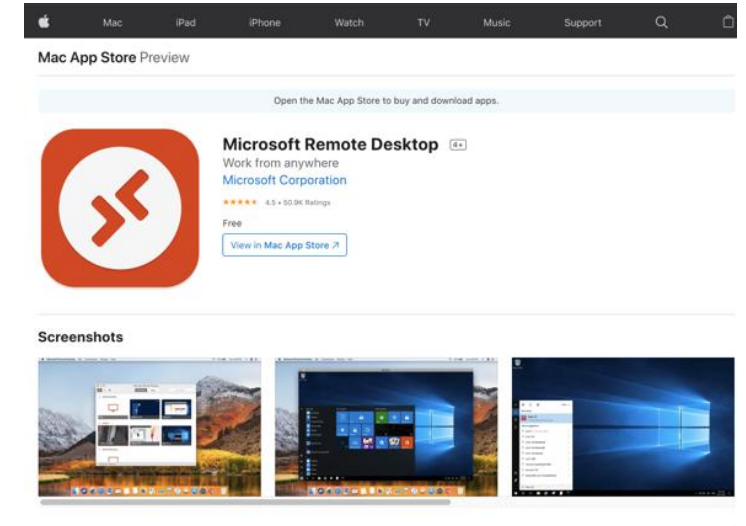 Mac iPad iPhone Watch TV Music Support
Mac App Store Preview
Open the Mac App Store to buy and download apps.
Microsoft Remote Desktop 4+
Work from anywhere
Microsoft Corporation
4.5 • 50.9K Ratings
Free
View in Mac App Store ↗
Screenshots